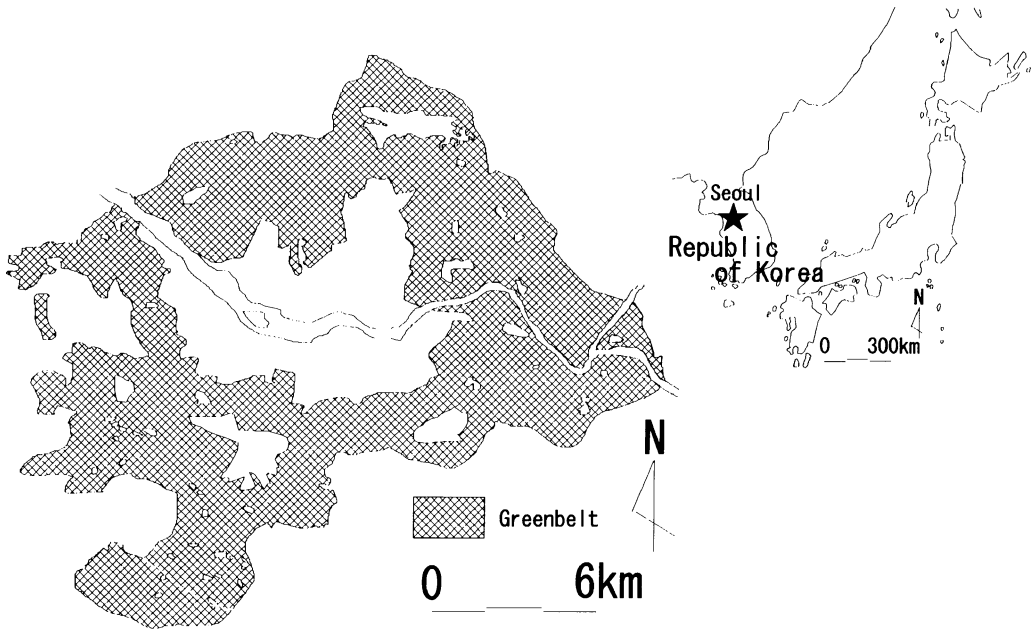 Seoul
Republic
of Korea
N
0 300km
N
Greenbelt
0 6km